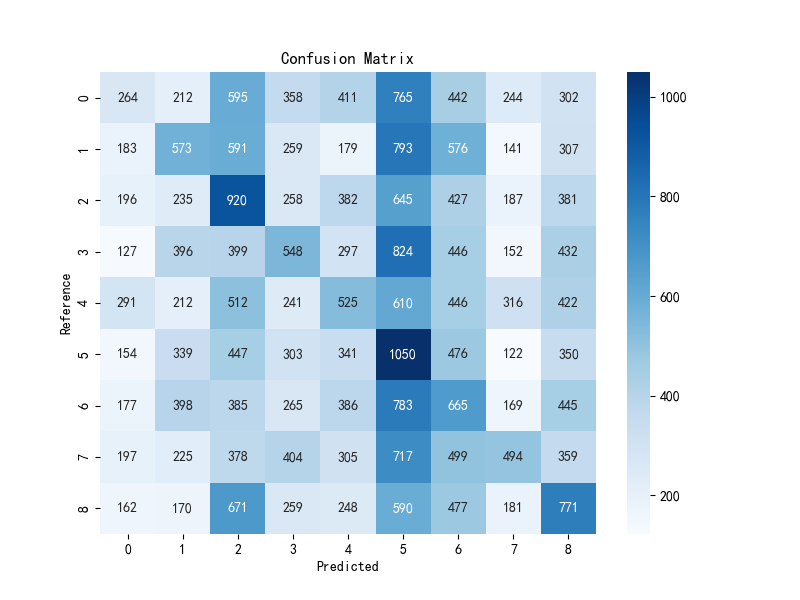 Confusion Matrix
0 264 212 595 358 411 765 442 244 302
1 183 573 591 259 179 793 576 141 307
2 196 235 920 258 382 645 427 187 381
3 127 396 399 548 297 824 446 152 432
4 291 212 512 241 525 610 446 316 422
5 154 339 447 303 341 1050 476 122 350
6 177 398 385 265 386 783 665 169 445
7 197 225 378 404 305 717 499 494 359
8 162 170 671 259 248 590 477 181 771
0 1 2 3 4 5 6 7 8
Predicted
Reference
1000
800
600
400
200